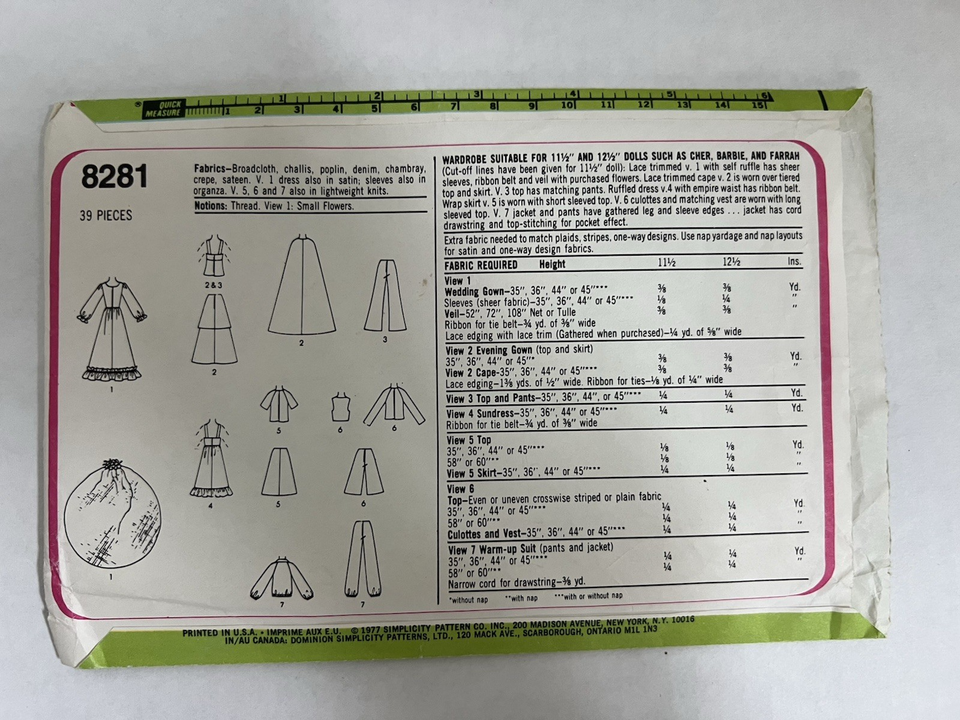 QUICK
MEASURE
1 2 3 4 5 6
1 2 3 4 5 6 7 8 9 10 11 12 13 14 15
8281
39 PIECES
Fabrics—Broadcloth, challis, poplin, denim, chambray,
crepe, sateen. V. 1 dress also in satin; sleeves also in
organza. V. 5, 6 and 7 also in lightweight knits.
Notions: Thread. View 1: Small Flowers.
1
2 & 3
2
2
3
4
5
6
6
5
6
1
7
7
WARDROBE SUITABLE FOR 11½" AND 12½" DOLLS SUCH AS CHER, BARBIE, AND FARRAH
(Cut-off lines have been given for 11½" doll): Lace trimmed v. 1 with self ruffle has sheer
sleeves, ribbon belt and veil with purchased flowers. Lace trimmed cape v. 2 is worn over tiered
top and skirt. V. 3 top has matching pants. Ruffled dress v.4 with empire waist has ribbon belt.
Wrap skirt v. 5 is worn with short sleeved top. V. 6 culottes and matching vest are worn with long
sleeved top. V. 7 jacket and pants have gathered leg and sleeve edges . . . jacket has cord
drawstring and top-stitching for pocket effect.
Extra fabric needed to match plaids, stripes, one-way designs. Use nap yardage and nap layouts
for satin and one-way design fabrics.
FABRIC REQUIRED Height 11½ 12½ Ins.
View 1
Wedding Gown—35", 36", 44" or 45"*** ⅜ ⅜ Yd.
Sleeves (sheer fabric)—35", 36", 44" or 45"*** ⅛ ¼ "
Veil—52", 72", 108" Net or Tulle ⅜ ⅜ "
Ribbon for tie belt—¾ yd. of ⅜" wide
Lace edging with lace trim (Gathered when purchased)—¼ yd. of ⅝" wide
View 2 Evening Gown (top and skirt)
35", 36", 44" or 45"* ⅜ ⅜ Yd.
View 2 Cape—35", 36", 44" or 45"*** ⅜ ⅜ "
Lace edging—1⅜ yds. of ½" wide. Ribbon for ties—⅛ yd. of ¼" wide
View 3 Top and Pants—35", 36", 44", or 45"*** ¼ ¼ Yd.
View 4 Sundress—35", 36", 44" or 45"*** ¼ ¼ Yd.
Ribbon for tie belt—¾ yd. of ⅜" wide
View 5 Top
35", 36", 44" or 45"*** ⅛ ⅛ Yd.
58" or 60"** ⅛ ⅛ "
View 5 Skirt—35", 36", 44" or 45"*** ¼ ¼ "
View 6
Top—Even or uneven crosswise striped or plain fabric
35", 36", 44" or 45"*** ¼ ¼ Yd.
58" or 60"** ¼ ¼ "
Culottes and Vest—35", 36", 44" or 45"*** ¼ ¼ "
View 7 Warm-up Suit (pants and jacket)
35", 36", 44" or 45"*** ¼ ¼ Yd.
58" or 60"** ¼ ¼ "
Narrow cord for drawstring—⅜ yd.
*without nap **with nap ***with or without nap
PRINTED IN U.S.A. • IMPRIME AUX E.U. © 1977 SIMPLICITY PATTERN CO. INC., 200 MADISON AVENUE, NEW YORK, N.Y. 10016
IN/AU CANADA: DOMINION SIMPLICITY PATTERNS, LTD., 120 MACK AVE., SCARBOROUGH, ONTARIO M1L 1N3